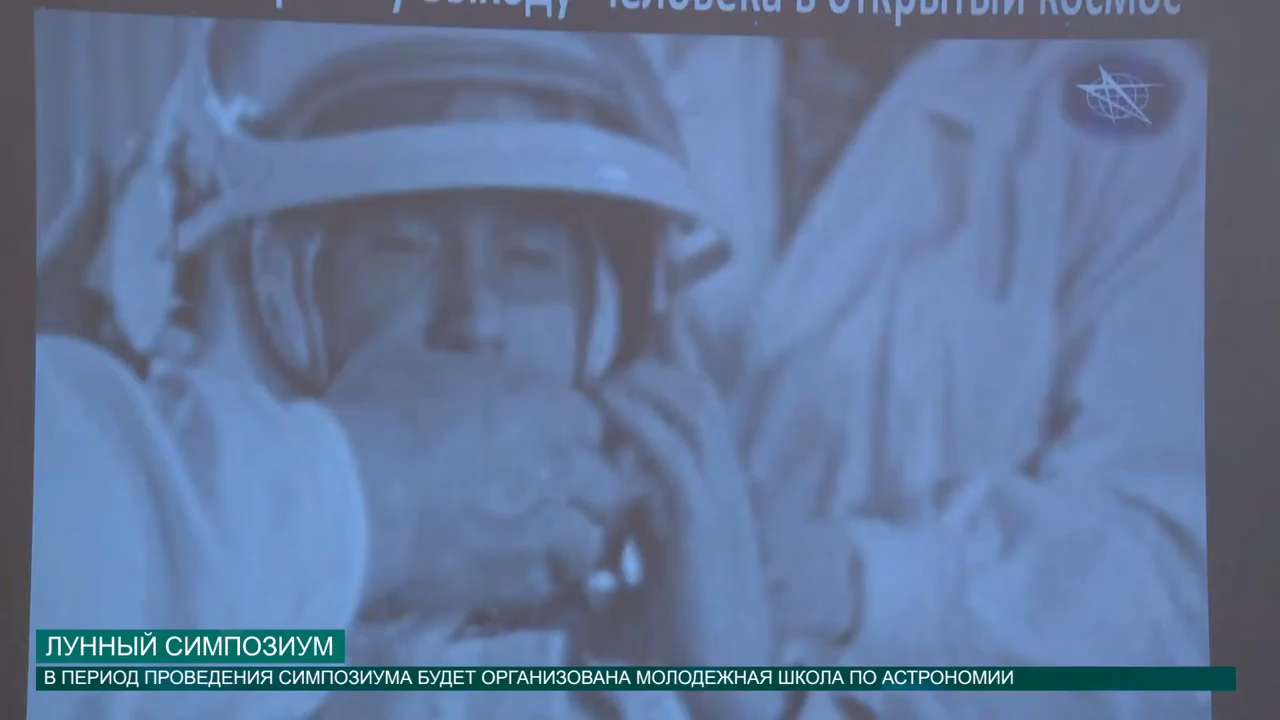 человека в открытый космос
ЛУННЫЙ СИМПОЗИУМ
В ПЕРИОД ПРОВЕДЕНИЯ СИМПОЗИУМА БУДЕТ ОРГАНИЗОВАНА МОЛОДЕЖНАЯ ШКОЛА ПО АСТРОНОМИИ